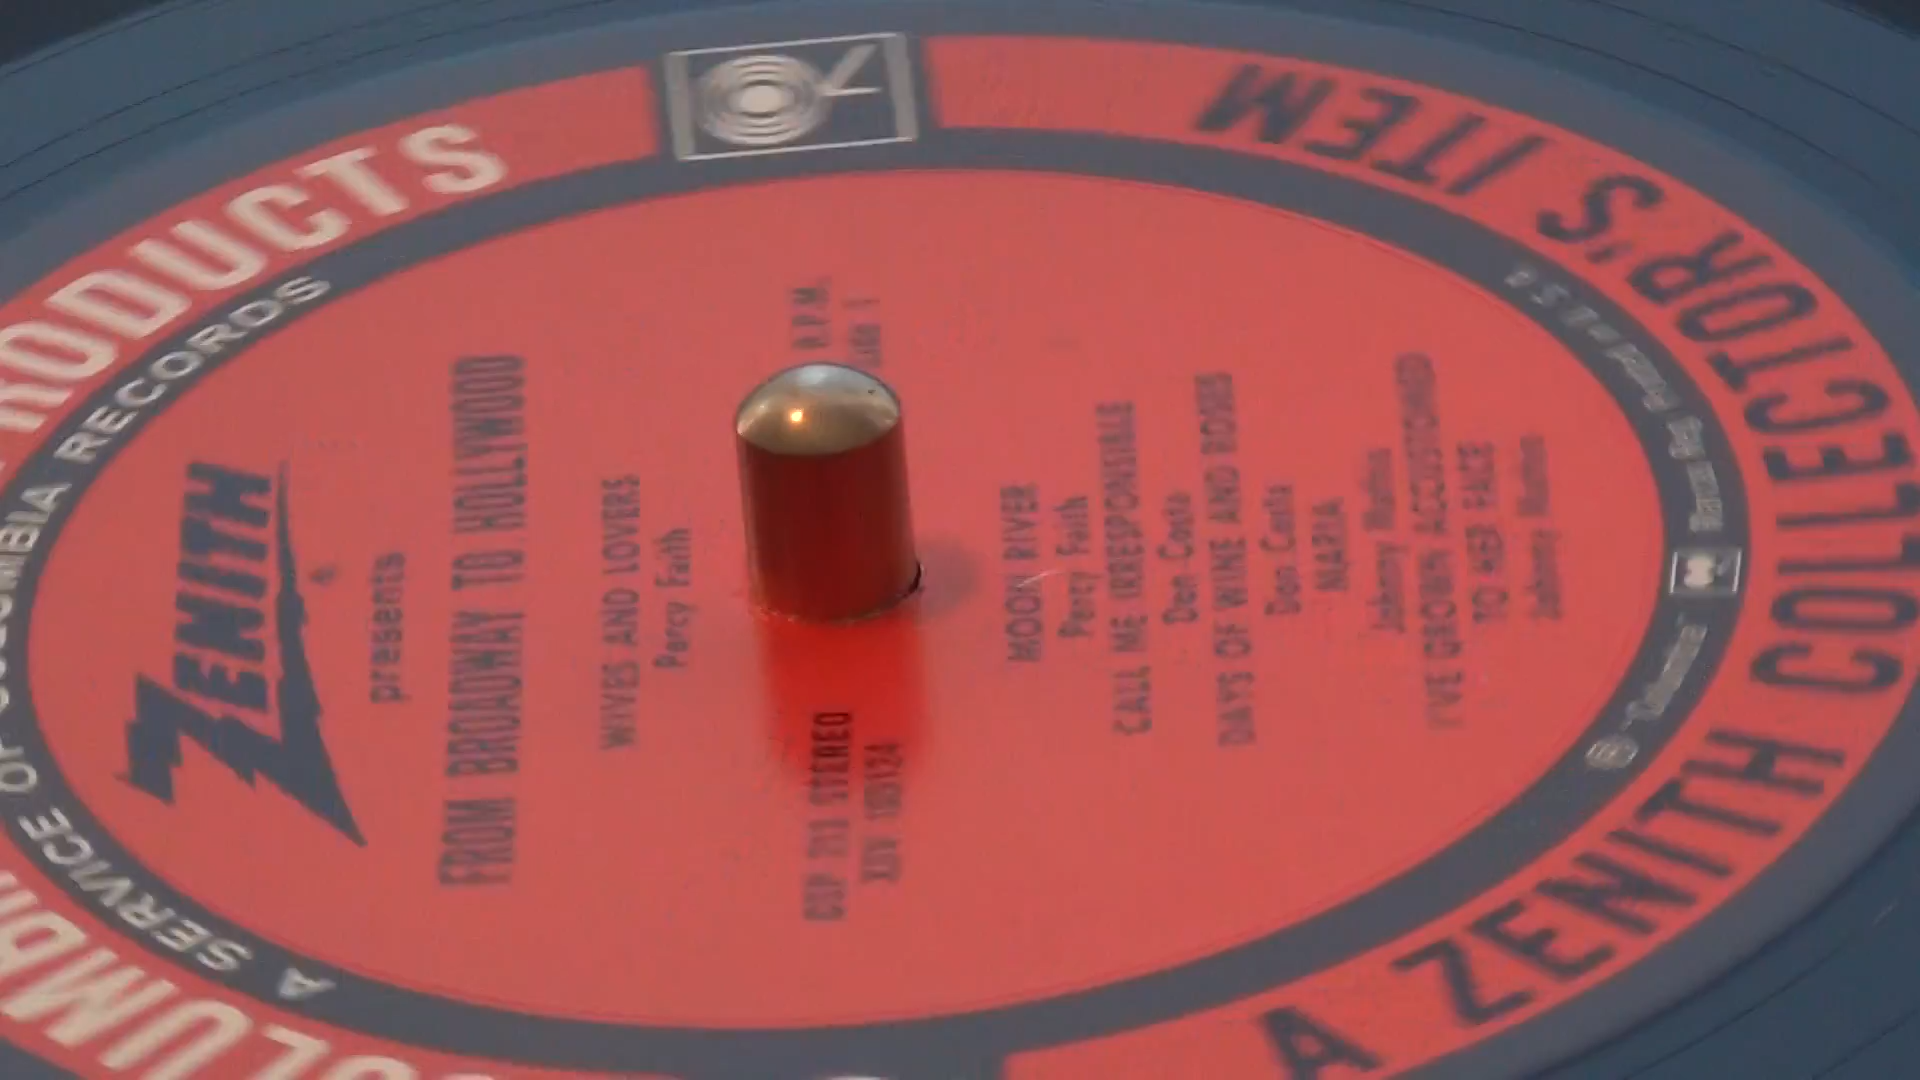 ZENITH
presents
FROM BROADWAY TO HOLLYWOOD
WIVES AND LOVERS
Percy Faith
CSP 213 STEREO
R.P.M.
MOON RIVER
Percy Faith
CALL ME IRRESPONSIBLE
Don Costa
DAYS OF WINE AND ROSES
Don Costa
MARIA
Johnny Mathis
I'VE GROWN ACCUSTOMED
TO HER FACE
Johnny Mathis
PRODUCTS
A SERVICE OF COLUMBIA RECORDS
A ZENITH COLLECTOR'S ITEM